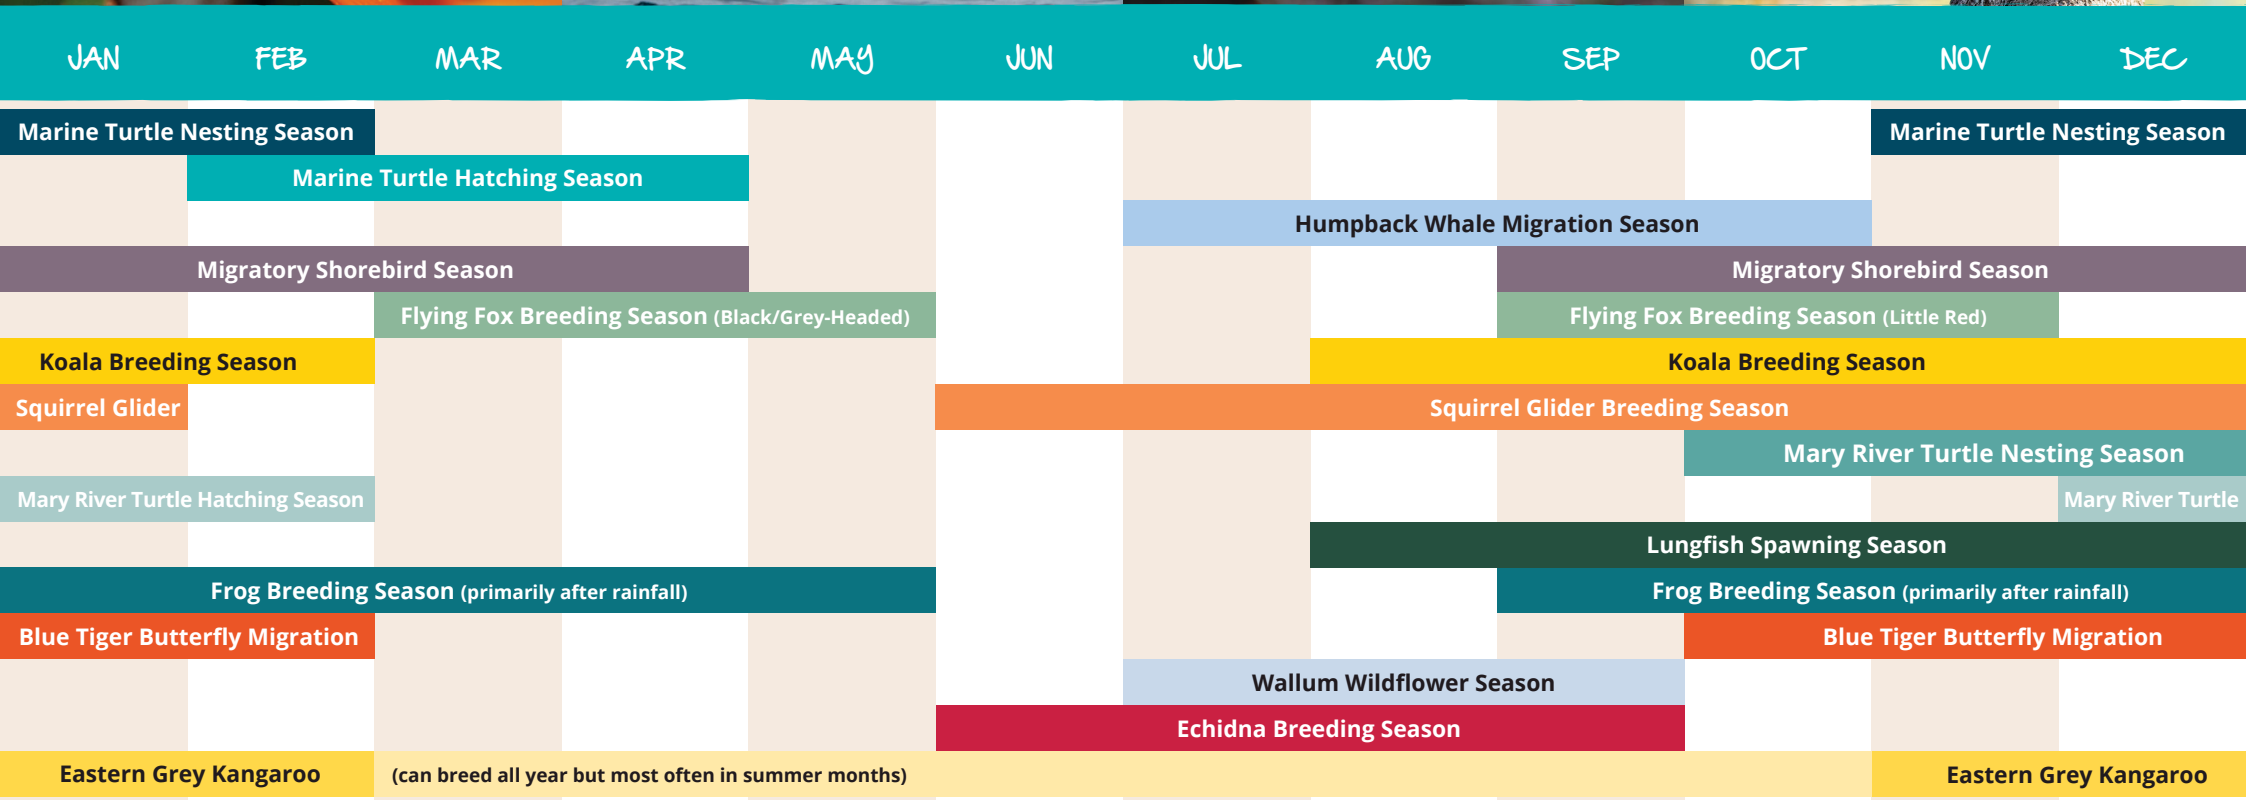 JAN FEB MAR APR MAY JUN JUL AUG SEP OCT NOV DEC
Marine Turtle Nesting Season Marine Turtle Nesting Season
Marine Turtle Hatching Season
Humpback Whale Migration Season
Migratory Shorebird Season Migratory Shorebird Season
Flying Fox Breeding Season (Black/Grey-Headed) Flying Fox Breeding Season (Little Red)
Koala Breeding Season Koala Breeding Season
Squirrel Glider Squirrel Glider Breeding Season
Mary River Turtle Nesting Season
Mary River Turtle Hatching Season Mary River Turtle
Lungfish Spawning Season
Frog Breeding Season (primarily after rainfall) Frog Breeding Season (primarily after rainfall)
Blue Tiger Butterfly Migration Blue Tiger Butterfly Migration
Wallum Wildflower Season
Echidna Breeding Season
Eastern Grey Kangaroo (can breed all year but most often in summer months) Eastern Grey Kangaroo